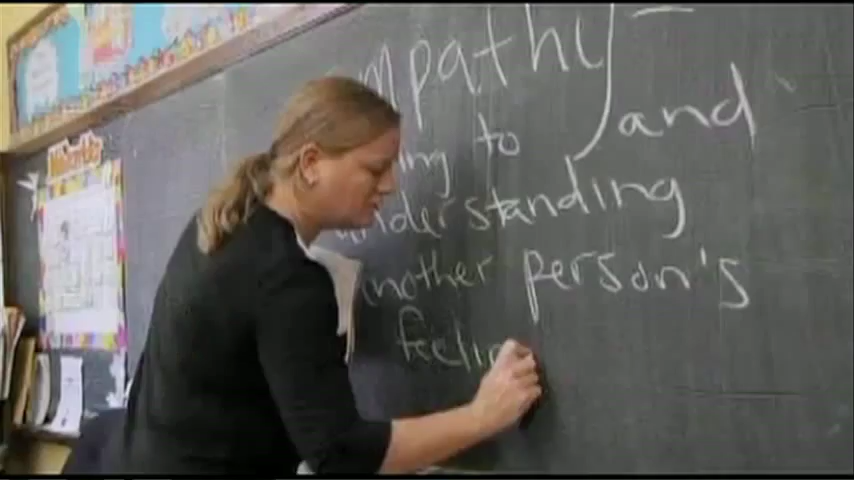 mpathy –
ing to and
understanding
another person's
feelin